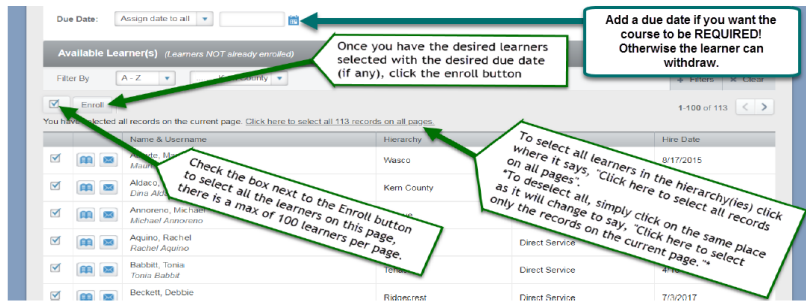 Due Date: Assign date to all
Add a due date if you want the
course to be REQUIRED!
Otherwise the learner can
withdraw.
Available Learner(s) (Learners NOT already enrolled)
Once you have the desired learners
selected with the desired due date
(if any), click the enroll button
Filter By A - Z County
Filters Clear
Enroll
1-100 of 113
You have selected all records on the current page. Click here to select all 113 records on all pages.
Name & Username Hierarchy Hire Date
Wasco 8/17/2015
Aldaco, Kern County
Dina
Annoreno, Michael
Michael Annoreno
Aquino, Rachel Direct Service
Rachel Aquino
Babbitt, Tonia Direct Service
Tonia Babbit
Beckett, Debbie Ridgecrest Direct Service 7/3/2017
Check the box next to the Enroll button
to select all the learners on this page,
there is a max of 100 learners per page.
To select all learners in the hierarchy(ies) click
where it says, "Click here to select all records
on all pages".
*To deselect all, simply click on the same place
as it will change to say, "Click here to select
only the records on the current page."*